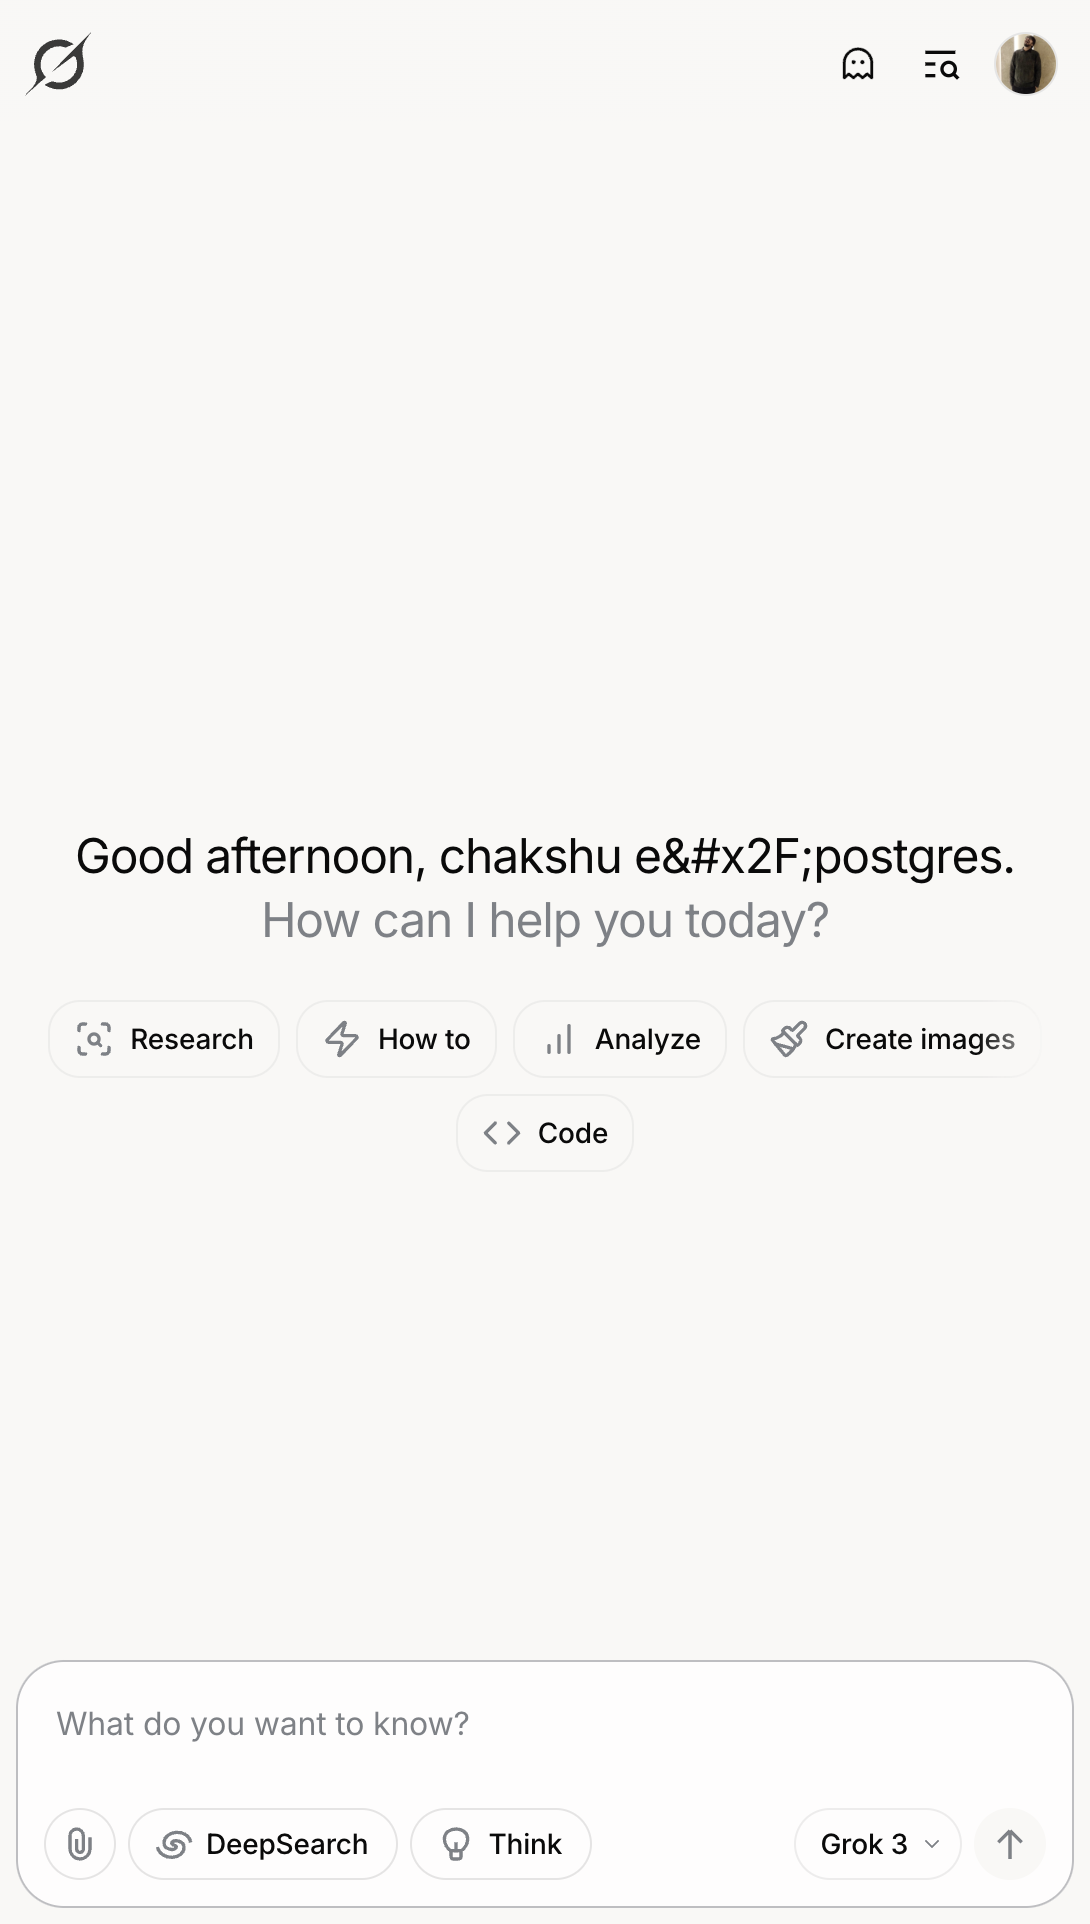 Good afternoon, chakshu e&#x2F;postgres.
How can I help you today?
Research
How to
Analyze
Create images
Code
What do you want to know?
DeepSearch
Think
Grok 3